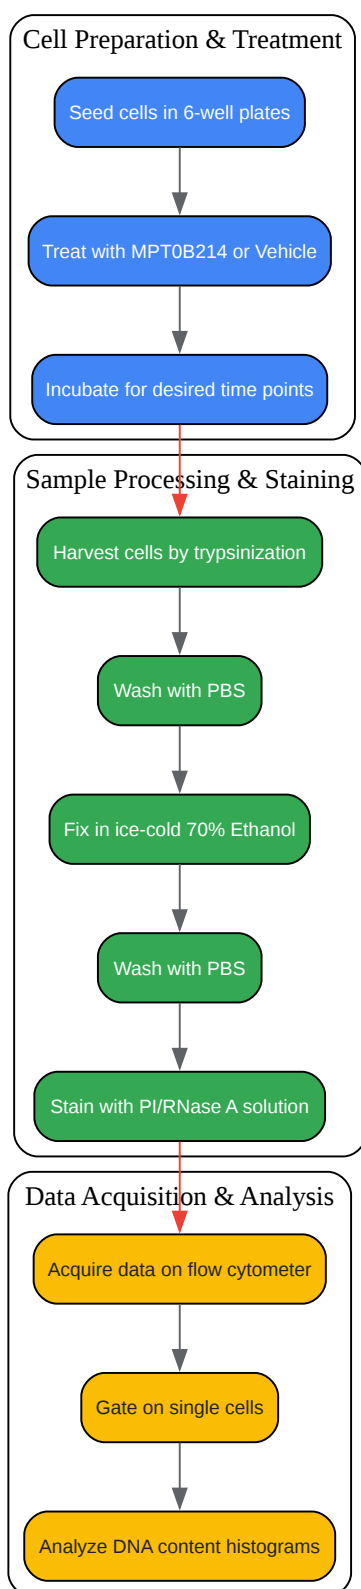 Cell Preparation & Treatment
Seed cells in 6-well plates
Treat with MPT0B214 or Vehicle
Incubate for desired time points
Sample Processing & Staining
Harvest cells by trypsinization
Wash with PBS
Fix in ice-cold 70% Ethanol
Wash with PBS
Stain with PI/RNase A solution
Data Acquisition & Analysis
Acquire data on flow cytometer
Gate on single cells
Analyze DNA content histograms